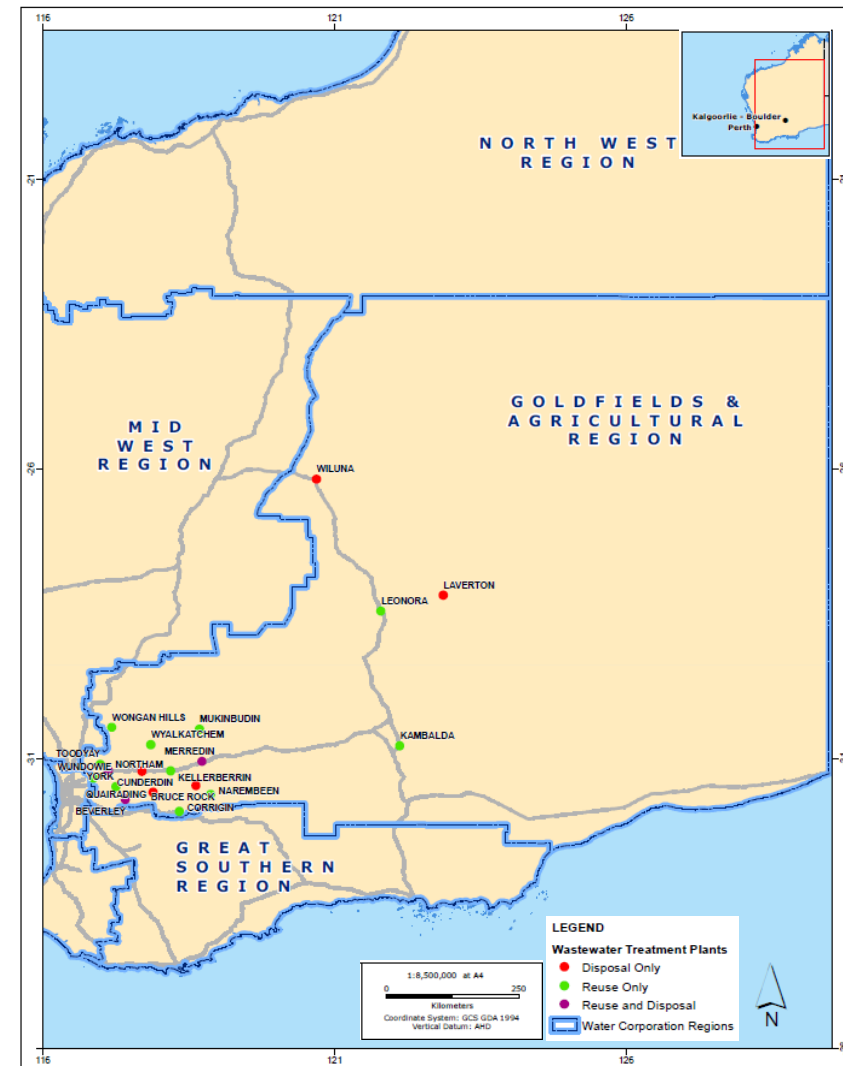 116
121
126
Kalgoorlie - Boulder
Perth
NORTH WEST
REGION
-21
GOLDFIELDS &
AGRICULTURAL
REGION
MID
WEST
REGION
-26
WILUNA
LAVERTON
LEONORA
WONGAN HILLS
MUKINBUDIN
WYALKATCHEM
KAMBALDA
MERREDIN
TOODYAY
-31
WUNDOWIE
NORTHAM
YORK
CUNDERDIN
KELLERBERRIN
NAREMBEEN
QUAIRADING
BRUCE ROCK
BEVERLEY
CORRIGIN
GREAT
SOUTHERN
REGION
LEGEND
Wastewater Treatment Plants
Disposal Only
Reuse Only
Reuse and Disposal
Water Corporation Regions
1:8,500,000 at A4
0
250
Kilometers
Coordinate System: GCS GDA 1994
Vertical Datum: AHD
N
116
121
126